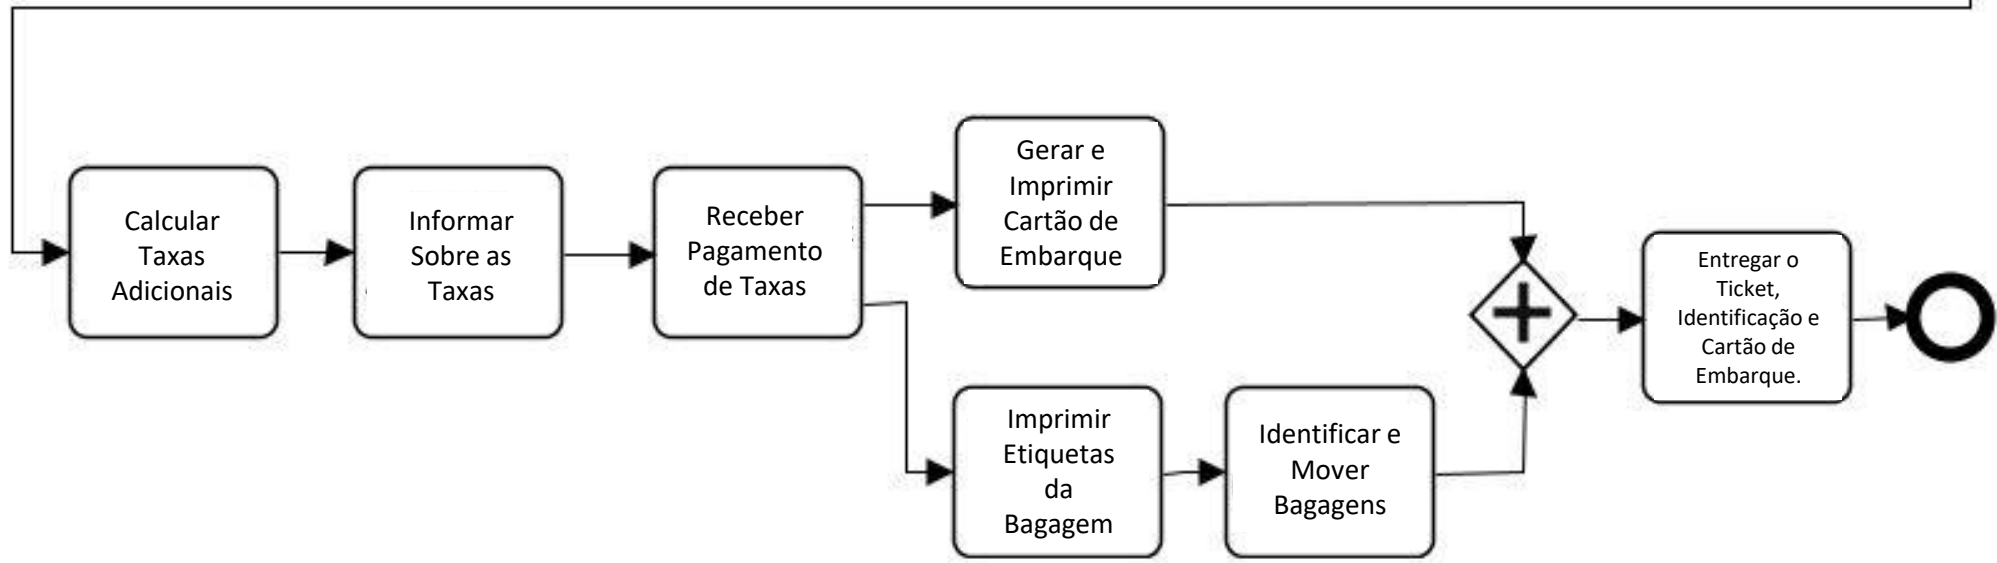 Calcular
Taxas
Adicionais
Informar
Sobre as
Taxas
Receber
Pagamento
de Taxas
Gerar e
Imprimir
Cartão de
Embarque
Imprimir
Etiquetas
da
Bagagem
Identificar e
Mover
Bagagens
Entregar o
Ticket,
Identificação e
Cartão de
Embarque.